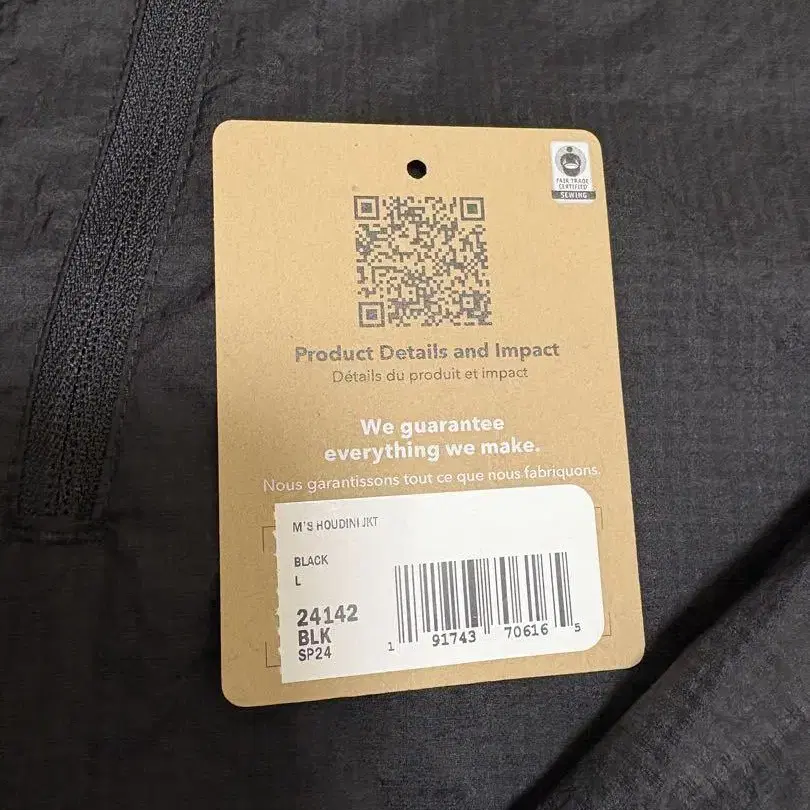 FAIR TRADE
CERTIFIED
SEWING
Product Details and Impact
Détails du produit et impact
We guarantee
everything we make.
Nous garantissons tout ce que nous fabriquons.
M'S HOUDINI JKT
BLACK
L
24142
BLK
SP24
1 91743 70616 5